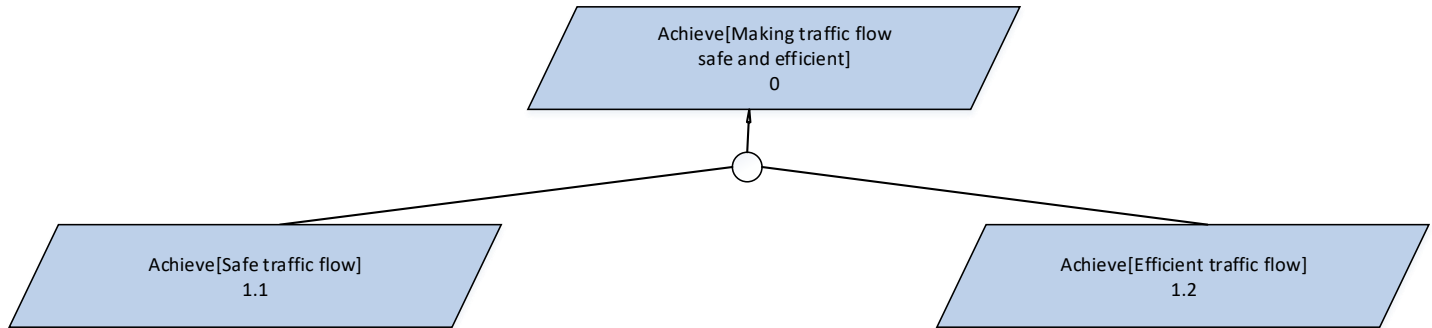 Achieve[Making traffic flow
safe and efficient]
0
Achieve[Safe traffic flow]
1.1
Achieve[Efficient traffic flow]
1.2